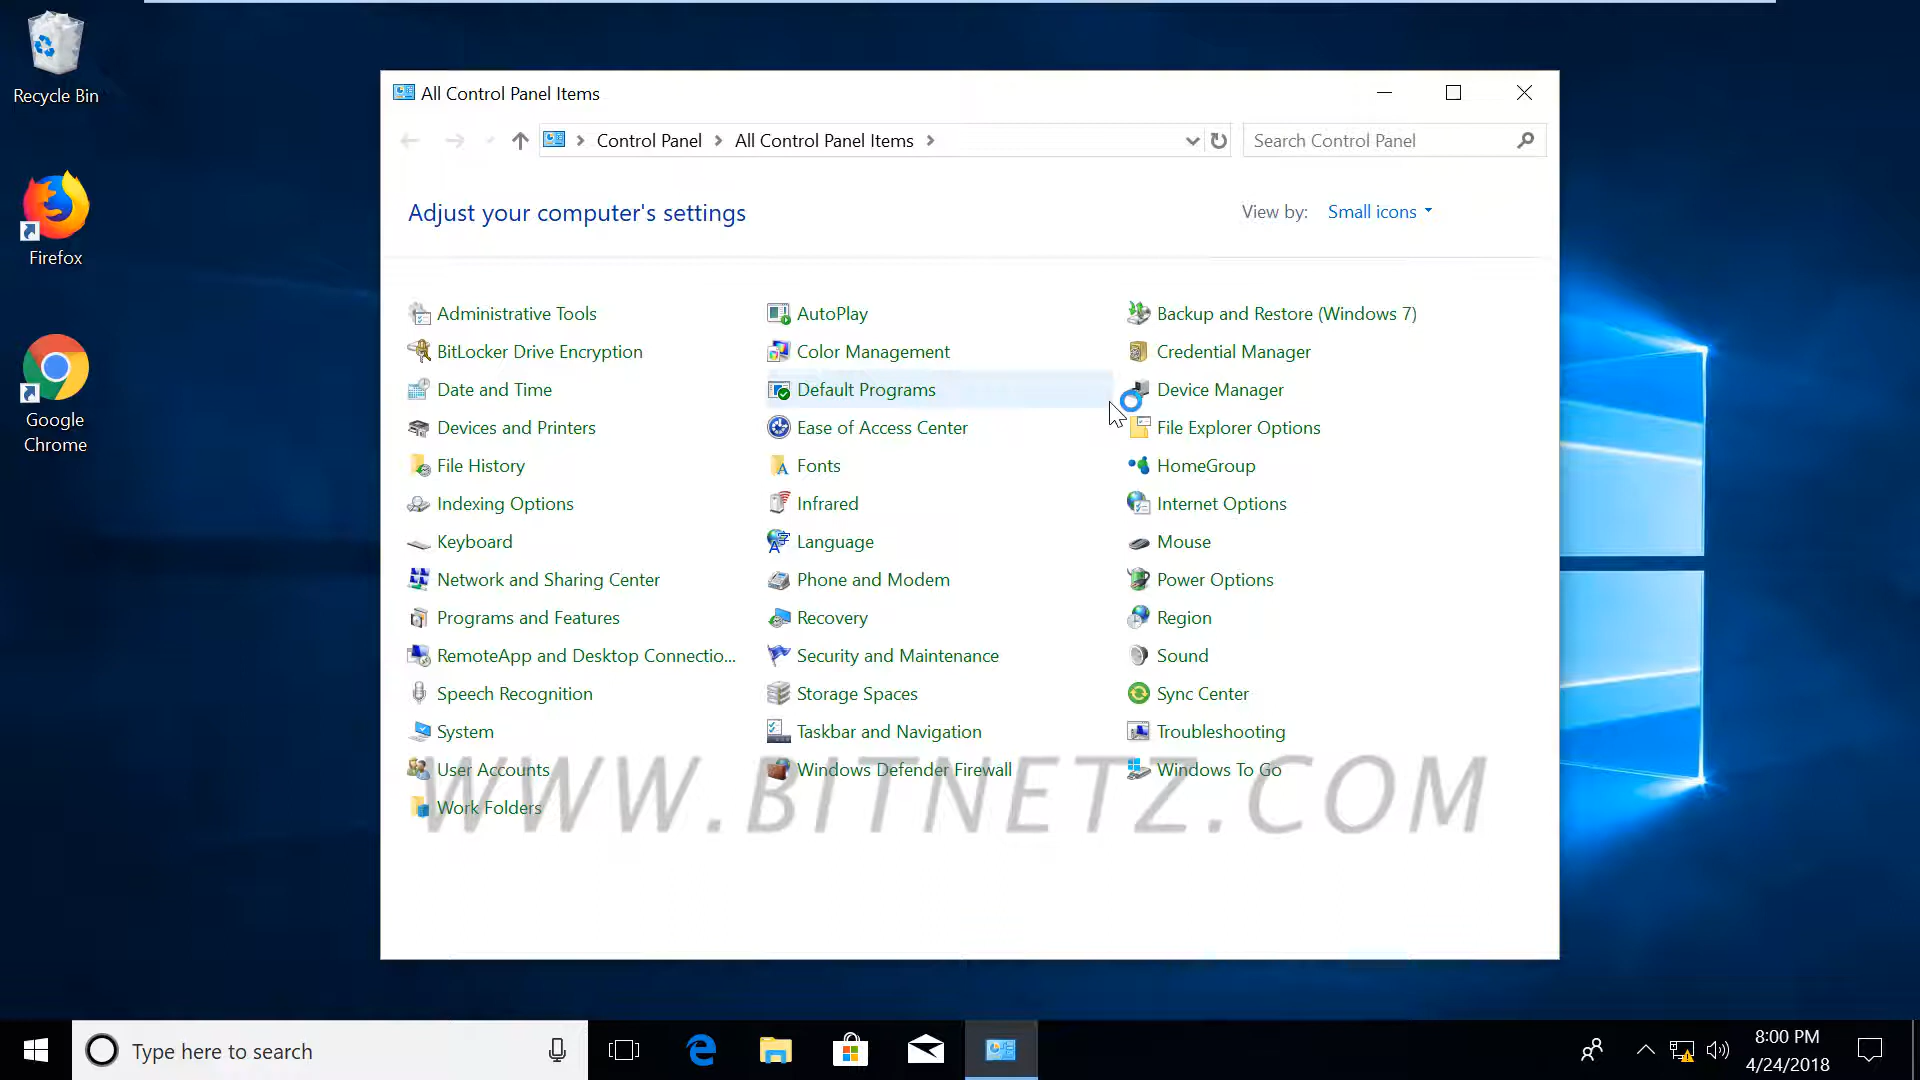 Recycle Bin
Firefox
Google
Chrome
All Control Panel Items
Control Panel
All Control Panel Items
Search Control Panel
Adjust your computer's settings
View by:
Small icons
Administrative Tools
AutoPlay
Backup and Restore (Windows 7)
BitLocker Drive Encryption
Color Management
Credential Manager
Date and Time
Default Programs
Device Manager
Devices and Printers
Ease of Access Center
File Explorer Options
File History
Fonts
HomeGroup
Indexing Options
Infrared
Internet Options
Keyboard
Language
Mouse
Network and Sharing Center
Phone and Modem
Power Options
Programs and Features
Recovery
Region
RemoteApp and Desktop Connectio...
Security and Maintenance
Sound
Speech Recognition
Storage Spaces
Sync Center
System
Taskbar and Navigation
Troubleshooting
User Accounts
Windows Defender Firewall
Windows To Go
Work Folders
WWW.BITNETZ.COM
Type here to search
8:00 PM
4/24/2018